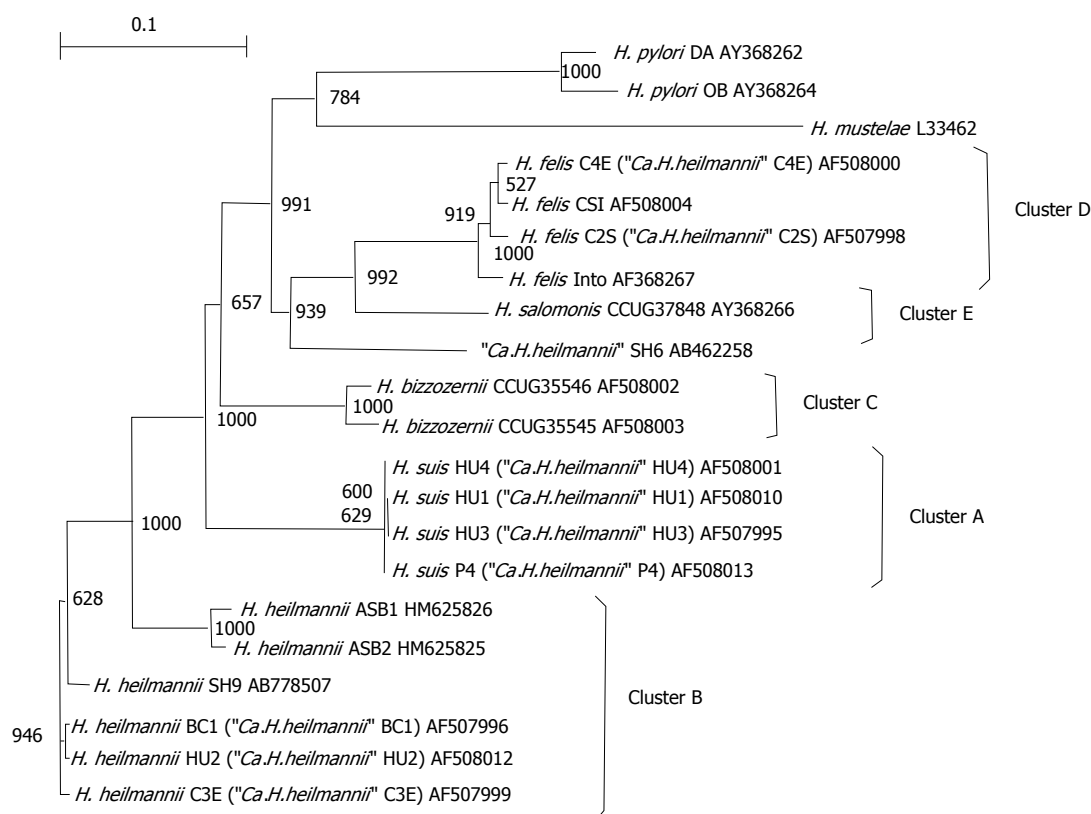 0.1
H. pylori DA AY368262
1000
H. pylori OB AY368264
784
H. mustelae L33462
H. felis C4E ("Ca.H.heilmannii" C4E) AF508000
527
H. felis CSI AF508004
Cluster D
991
919
H. felis C2S ("Ca.H.heilmannii" C2S) AF507998
1000
992
H. felis Into AF368267
657
939
H. salomonis CCUG37848 AY368266
Cluster E
"Ca.H.heilmannii" SH6 AB462258
H. bizzozernii CCUG35546 AF508002
1000
Cluster C
1000
H. bizzozernii CCUG35545 AF508003
H. suis HU4 ("Ca.H.heilmannii" HU4) AF508001
600
H. suis HU1 ("Ca.H.heilmannii" HU1) AF508010
629
Cluster A
1000
H. suis HU3 ("Ca.H.heilmannii" HU3) AF507995
H. suis P4 ("Ca.H.heilmannii" P4) AF508013
628
H. heilmannii ASB1 HM625826
1000
H. heilmannii ASB2 HM625825
H. heilmannii SH9 AB778507
Cluster B
946
H. heilmannii BC1 ("Ca.H.heilmannii" BC1) AF507996
H. heilmannii HU2 ("Ca.H.heilmannii" HU2) AF508012
H. heilmannii C3E ("Ca.H.heilmannii" C3E) AF507999